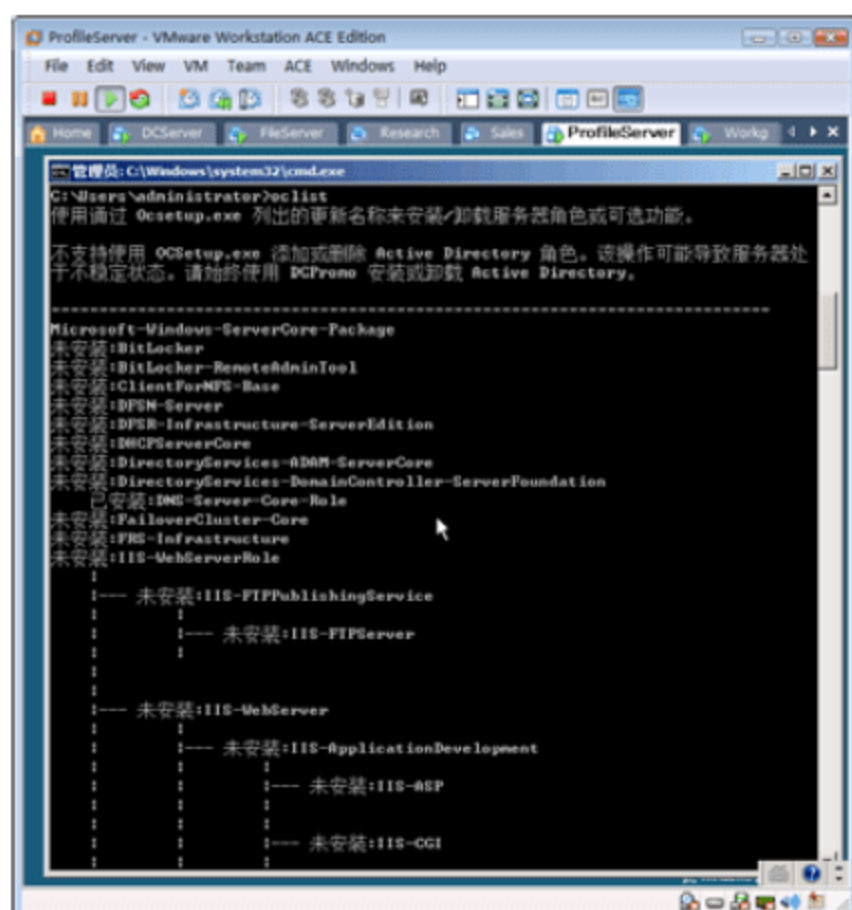 ProfileServer - VMware Workstation ACE Edition
File Edit View VM Team ACE Windows Help
Home DCServer FileServer Research Sales ProfileServer Workg
管理员: C:\Windows\system32\cmd.exe
C:\Users\administrator>oclist
使用通过 Ocsetup.exe 列出的更新名称来安装/卸载服务器角色或可选功能。
不支持使用 OCSetup.exe 添加或删除 Active Directory 角色。该操作可能导致服务器处
于不稳定状态。请始终使用 DCPromo 安装或卸载 Active Directory。
---------------------------------------------------------------------------
Microsoft-Windows-ServerCore-Package
未安装:BitLocker
未安装:BitLocker-RemoteAdminTool
未安装:ClientForNFS-Base
未安装:DFSN-Server
未安装:DFSR-Infrastructure-ServerEdition
未安装:DHCPServerCore
未安装:DirectoryServices-ADAM-ServerCore
未安装:DirectoryServices-DomainController-ServerFoundation
已安装:DNS-Server-Core-Role
未安装:FailoverCluster-Core
未安装:FRS-Infrastructure
未安装:IIS-WebServerRole
|--- 未安装:IIS-FTPPublishingService
|--- 未安装:IIS-FTPServer
|--- 未安装:IIS-WebServer
|--- 未安装:IIS-ApplicationDevelopment
|--- 未安装:IIS-ASP
|--- 未安装:IIS-CGI